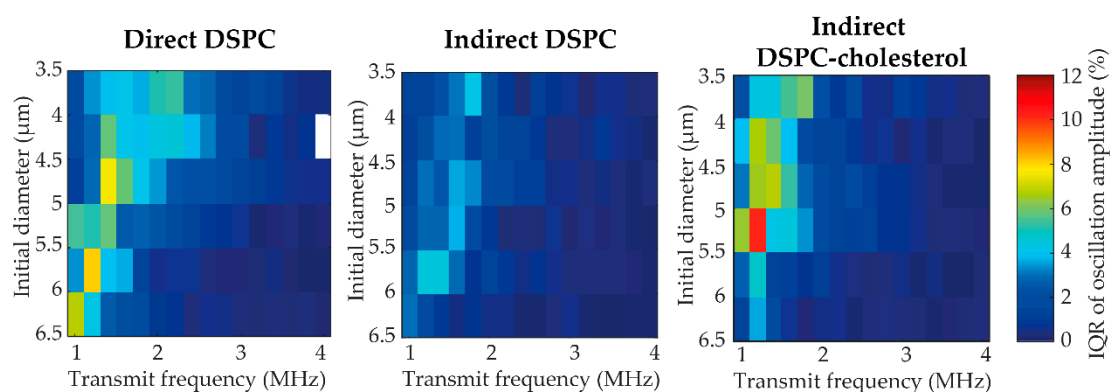 Direct DSPC
3.5
4
4.5
5
5.5
6
6.5
Initial diameter (μm)
1 2 3 4
Transmit frequency (MHz)
Indirect DSPC
3.5
4
4.5
5
5.5
6
6.5
Initial diameter (μm)
1 2 3 4
Transmit frequency (MHz)
Indirect
DSPC-cholesterol
3.5
4
4.5
5
5.5
6
6.5
Initial diameter (μm)
1 2 3 4
Transmit frequency (MHz)
12
10
8
6
4
2
0
IQR of oscillation amplitude (%)